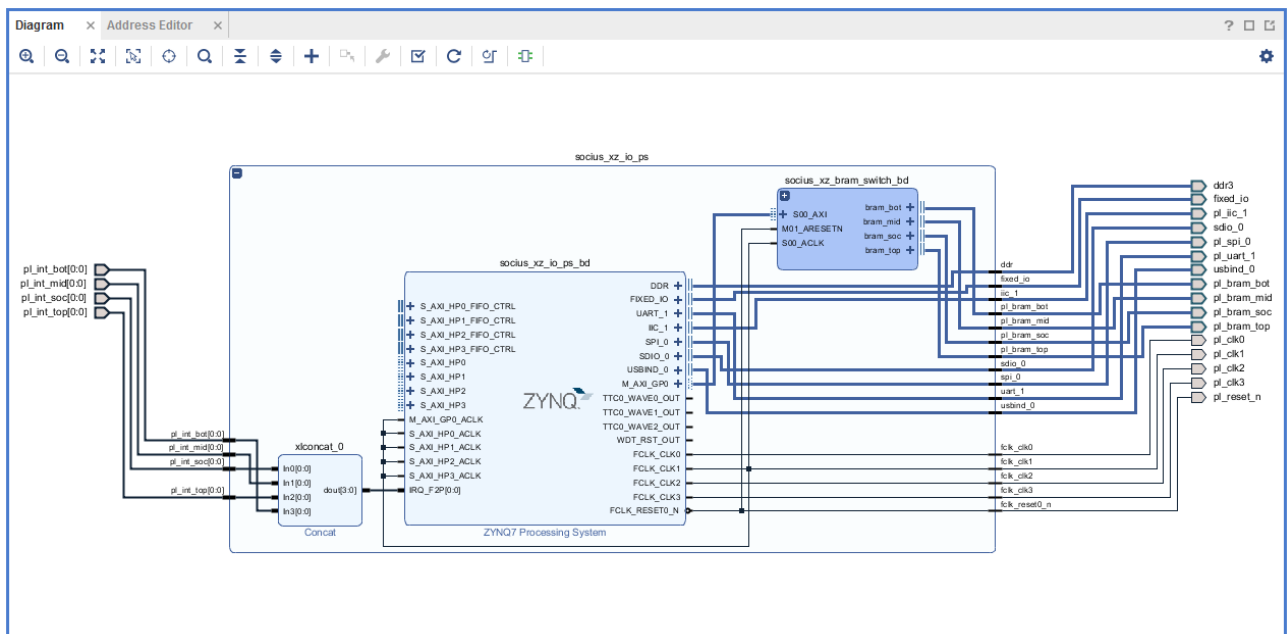 Diagram × Address Editor ×
socius_xz_io_ps
socius_xz_bram_switch_bd
S00_AXI
M01_ARESETN
S00_ACLK
bram_bot
bram_mid
bram_soc
bram_top
pl_int_bot[0:0]
pl_int_mid[0:0]
pl_int_soc[0:0]
pl_int_top[0:0]
pl_int_bot[0:0]
pl_int_mid[0:0]
pl_int_soc[0:0]
pl_int_top[0:0]
xlconcat_0
In0[0:0]
In1[0:0]
In2[0:0]
In3[0:0]
dout[3:0]
Concat
socius_xz_io_ps_bd
S_AXI_HP0_FIFO_CTRL
S_AXI_HP1_FIFO_CTRL
S_AXI_HP2_FIFO_CTRL
S_AXI_HP3_FIFO_CTRL
S_AXI_HP0
S_AXI_HP1
S_AXI_HP2
S_AXI_HP3
M_AXI_GP0_ACLK
S_AXI_HP0_ACLK
S_AXI_HP1_ACLK
S_AXI_HP2_ACLK
S_AXI_HP3_ACLK
IRQ_F2P[0:0]
ZYNQ
DDR
FIXED_IO
UART_1
IIC_1
SPI_0
SDIO_0
USBIND_0
M_AXI_GP0
TTC0_WAVE0_OUT
TTC0_WAVE1_OUT
TTC0_WAVE2_OUT
WDT_RST_OUT
FCLK_CLK0
FCLK_CLK1
FCLK_CLK2
FCLK_CLK3
FCLK_RESET0_N
ZYNQ7 Processing System
ddr
fixed_io
iic_1
pl_bram_bot
pl_bram_mid
pl_bram_soc
pl_bram_top
sdio_0
spi_0
uart_1
usbind_0
fclk_clk0
fclk_clk1
fclk_clk2
fclk_clk3
fclk_reset0_n
ddr3
fixed_io
pl_iic_1
sdio_0
pl_spi_0
pl_uart_1
usbind_0
pl_bram_bot
pl_bram_mid
pl_bram_soc
pl_bram_top
pl_clk0
pl_clk1
pl_clk2
pl_clk3
pl_reset_n